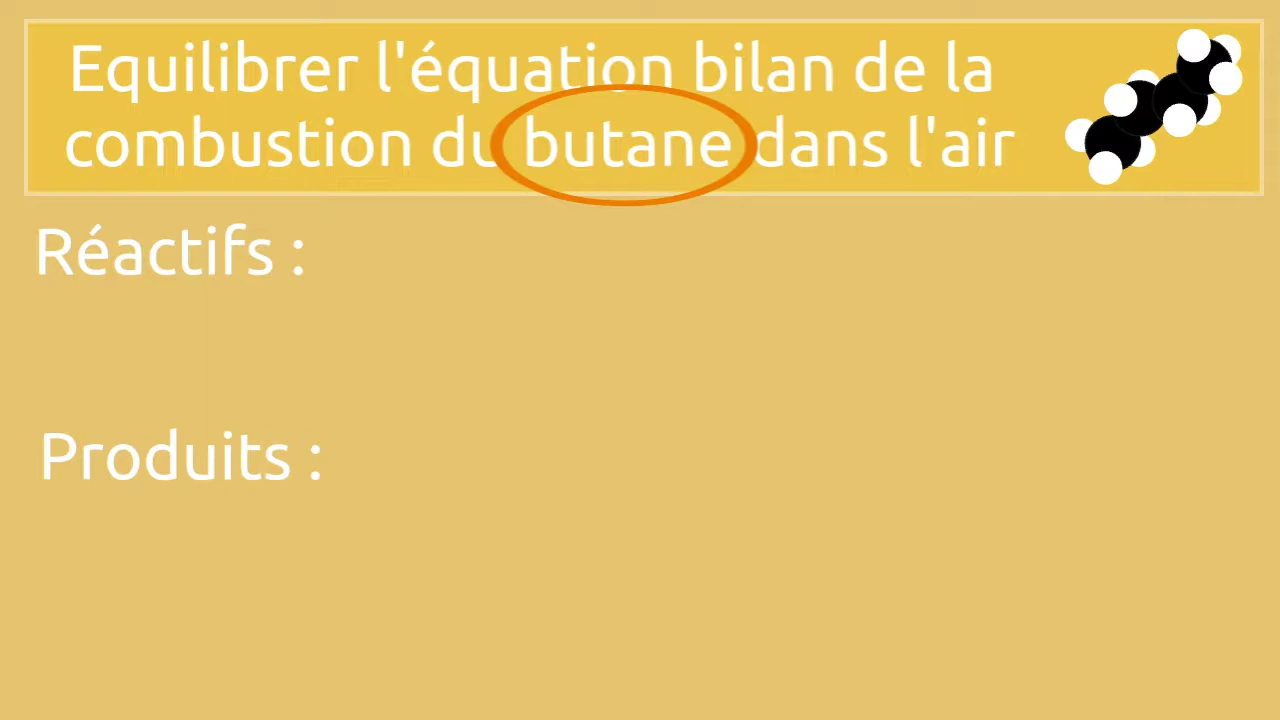 Equilibrer l'équation bilan de la
combustion du butane dans l'air
Réactifs :
Produits :